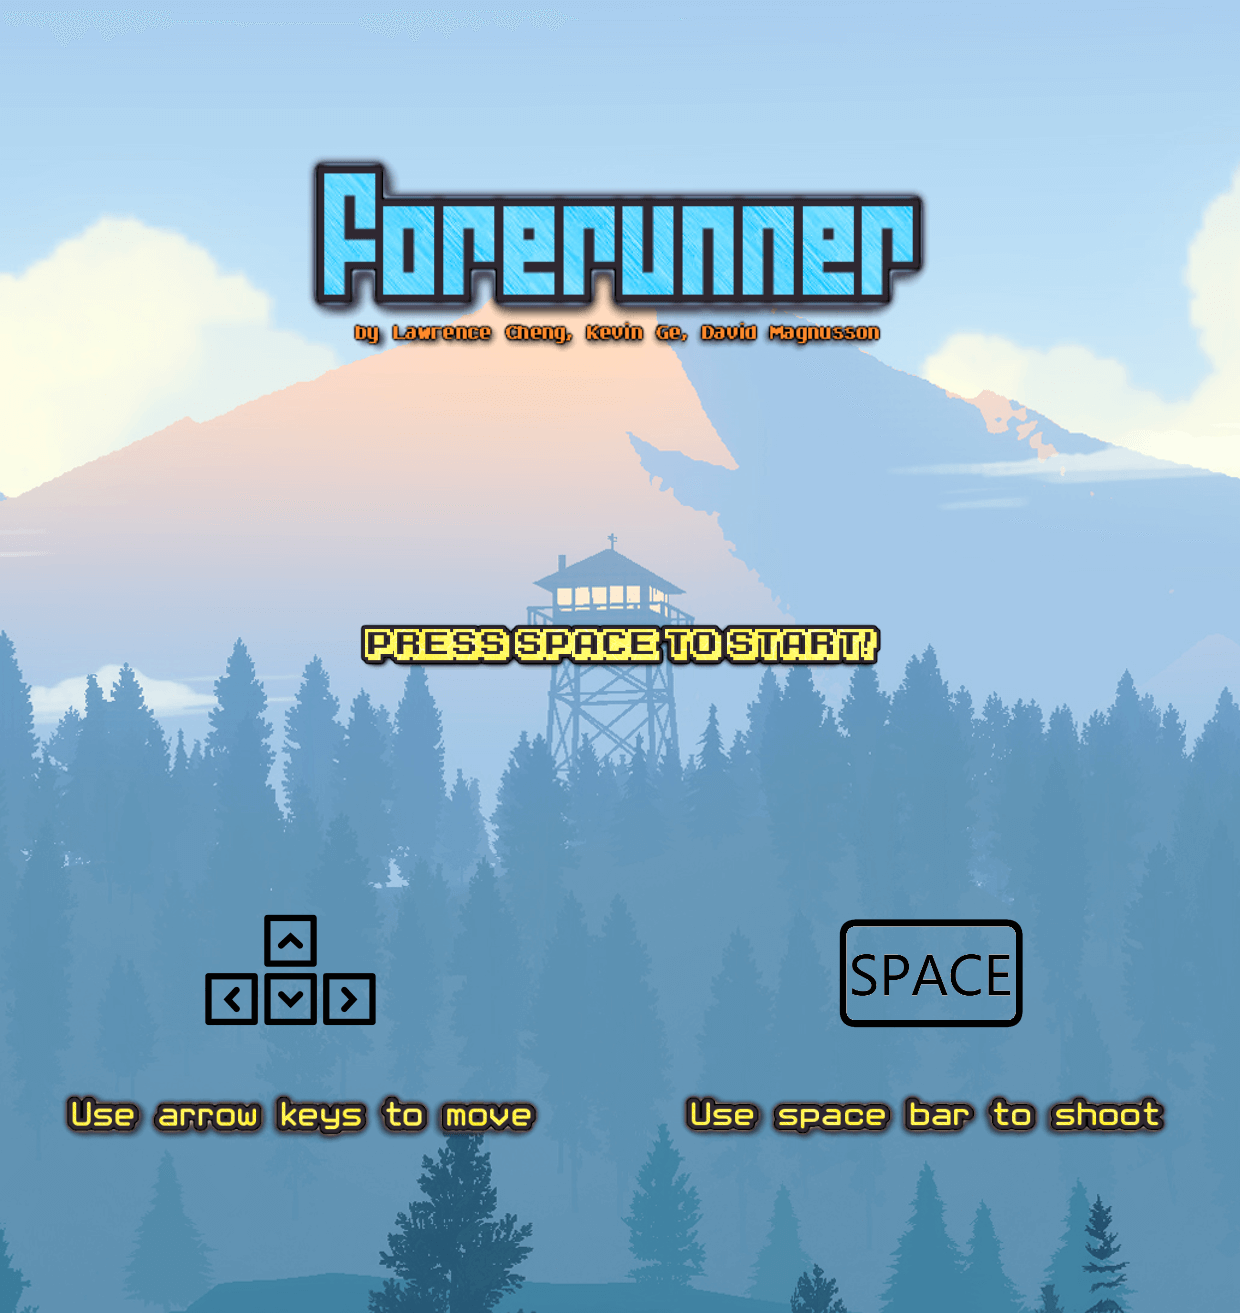 Forerunner
by Lawrence Cheng, Kevin Ge, David Magnusson
PRESS SPACE TO START!
SPACE
Use arrow keys to move
Use space bar to shoot